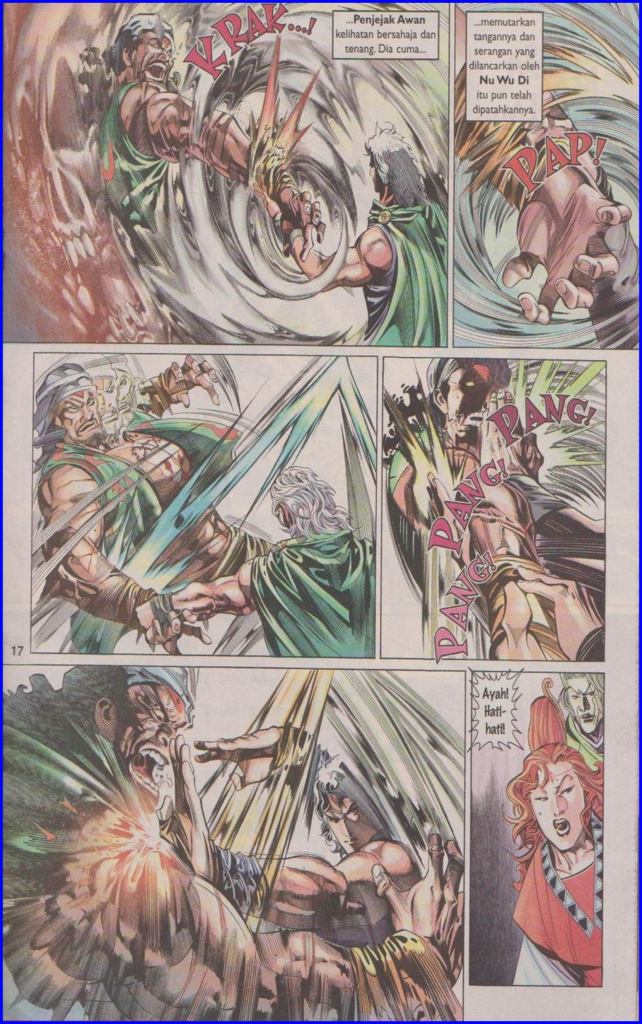 KRAK...!
...Penjejak Awan
kelihatan bersahaja dan
tenang. Dia cuma...
...memutarkan
tangannya dan
serangan yang
dilancarkan oleh
Nu Wu Di
itu pun telah
dipatahkannya.
PAP!
PANG!
PANG!
PANG!
PANG!
17
Ayah!
Hati-
hati!